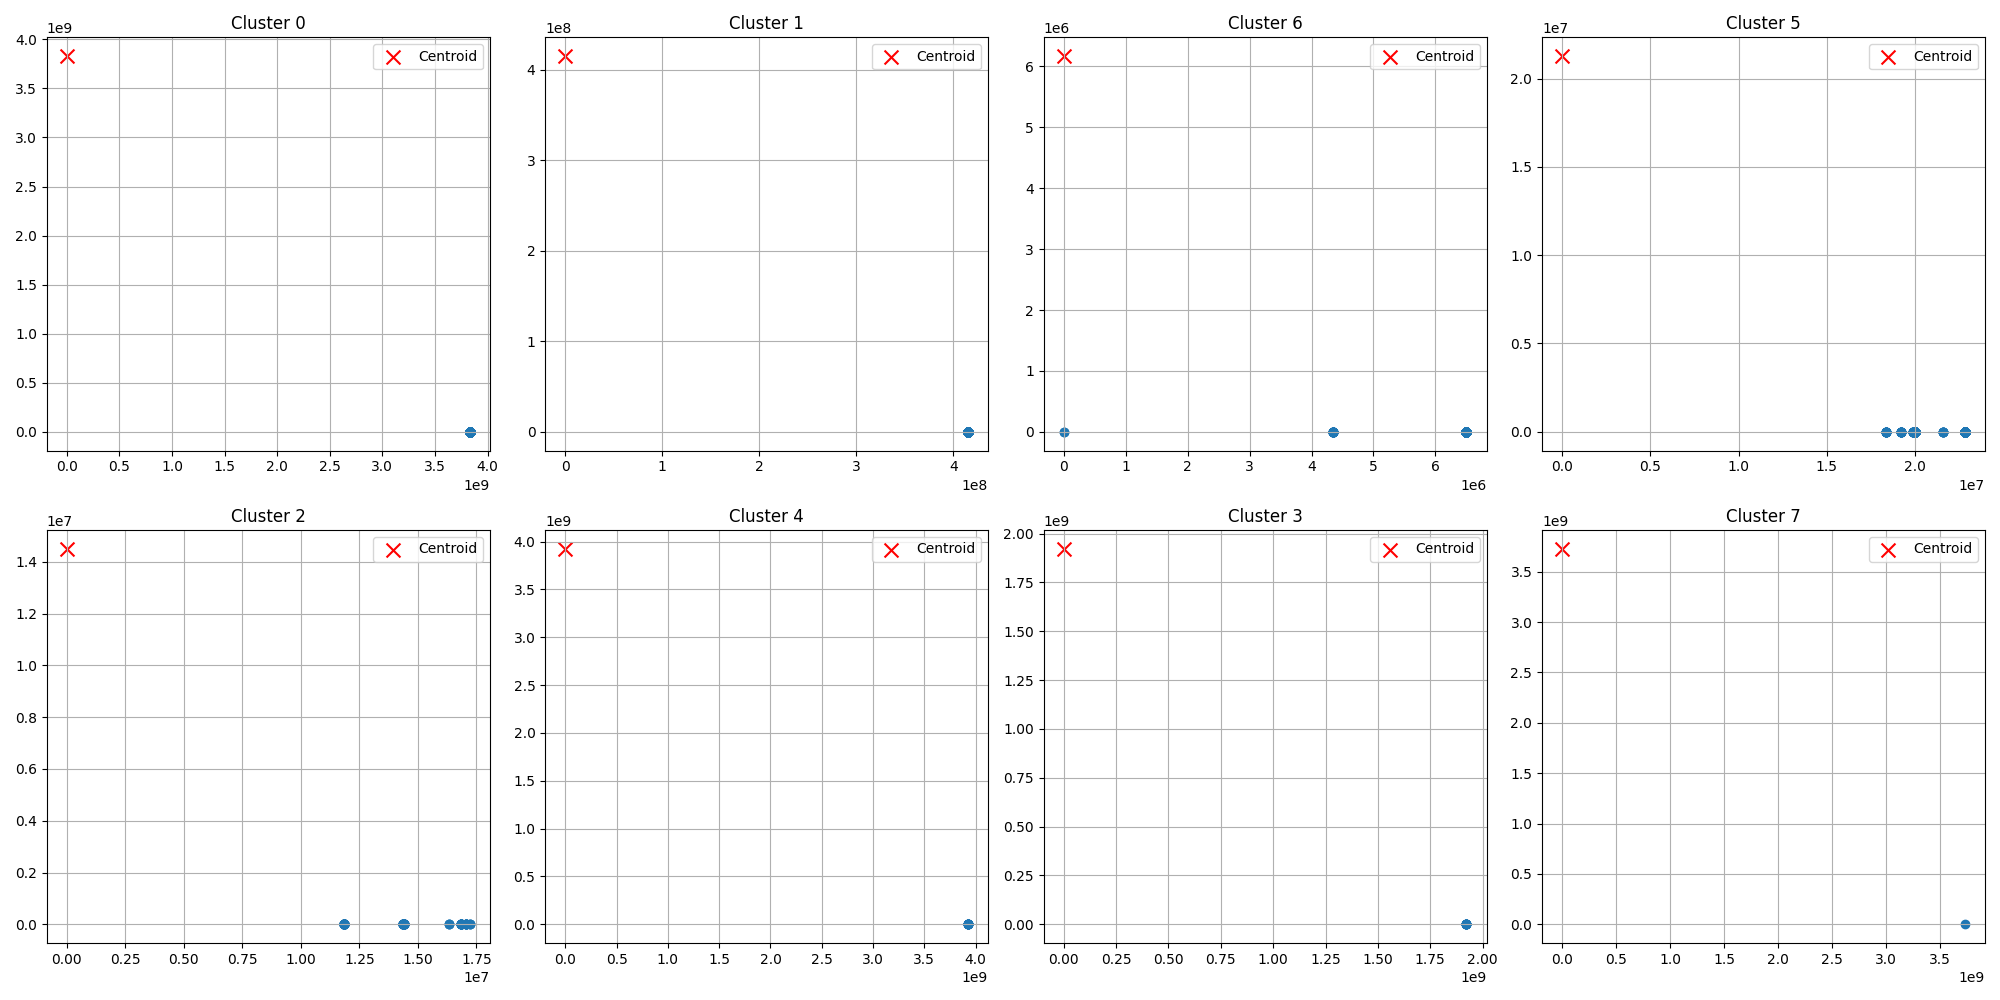 Cluster 0
1e9
Centroid
4.0
3.5
3.0
2.5
2.0
1.5
1.0
0.5
0.0
0.0 0.5 1.0 1.5 2.0 2.5 3.0 3.5 4.0
1e9
Cluster 1
1e8
Centroid
4
3
2
1
0
0 1 2 3 4
1e8
Cluster 6
1e6
Centroid
6
5
4
3
2
1
0
0 1 2 3 4 5 6
1e6
Cluster 5
1e7
Centroid
2.0
1.5
1.0
0.5
0.0
0.0 0.5 1.0 1.5 2.0
1e7
Cluster 2
1e7
Centroid
1.4
1.2
1.0
0.8
0.6
0.4
0.2
0.0
0.00 0.25 0.50 0.75 1.00 1.25 1.50 1.75
1e7
Cluster 4
1e9
Centroid
4.0
3.5
3.0
2.5
2.0
1.5
1.0
0.5
0.0
0.0 0.5 1.0 1.5 2.0 2.5 3.0 3.5 4.0
1e9
Cluster 3
1e9
Centroid
2.00
1.75
1.50
1.25
1.00
0.75
0.50
0.25
0.00
0.00 0.25 0.50 0.75 1.00 1.25 1.50 1.75 2.00
1e9
Cluster 7
1e9
Centroid
3.5
3.0
2.5
2.0
1.5
1.0
0.5
0.0
0.0 0.5 1.0 1.5 2.0 2.5 3.0 3.5
1e9